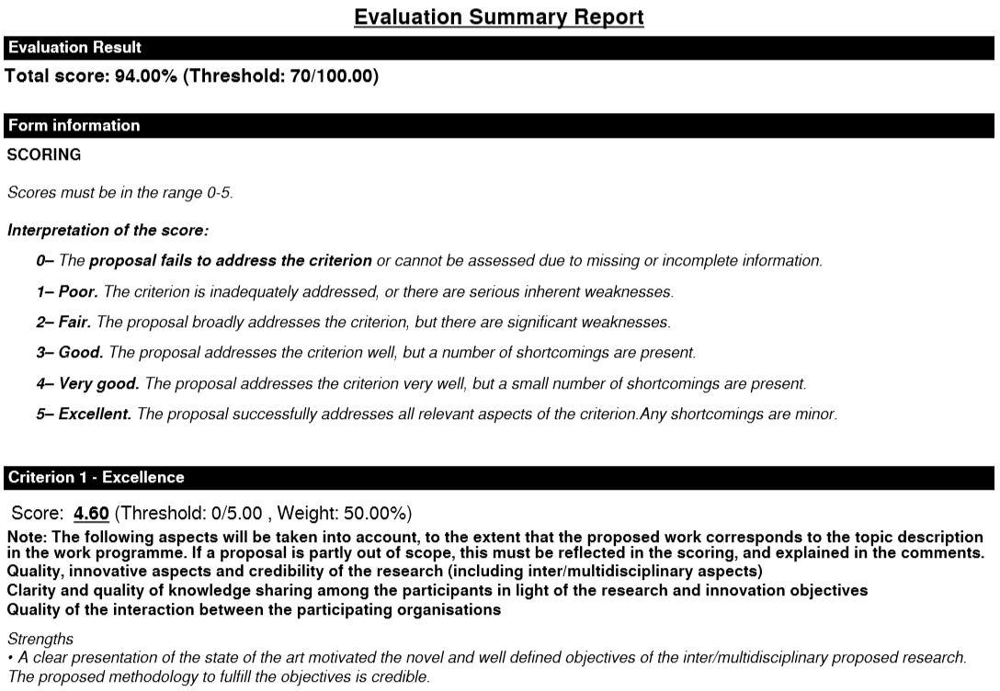 Evaluation Summary Report
Evaluation Result
Total score: 94.00% (Threshold: 70/100.00)
Form information
SCORING
Scores must be in the range 0-5.
Interpretation of the score:
0– The proposal fails to address the criterion or cannot be assessed due to missing or incomplete information.
1– Poor. The criterion is inadequately addressed, or there are serious inherent weaknesses.
2– Fair. The proposal broadly addresses the criterion, but there are significant weaknesses.
3– Good. The proposal addresses the criterion well, but a number of shortcomings are present.
4– Very good. The proposal addresses the criterion very well, but a small number of shortcomings are present.
5– Excellent. The proposal successfully addresses all relevant aspects of the criterion.Any shortcomings are minor.
Criterion 1 - Excellence
Score: 4.60 (Threshold: 0/5.00 , Weight: 50.00%)
Note: The following aspects will be taken into account, to the extent that the proposed work corresponds to the topic description
in the work programme. If a proposal is partly out of scope, this must be reflected in the scoring, and explained in the comments.
Quality, innovative aspects and credibility of the research (including inter/multidisciplinary aspects)
Clarity and quality of knowledge sharing among the participants in light of the research and innovation objectives
Quality of the interaction between the participating organisations
Strengths
• A clear presentation of the state of the art motivated the novel and well defined objectives of the inter/multidisciplinary proposed research.
The proposed methodology to fulfill the objectives is credible.